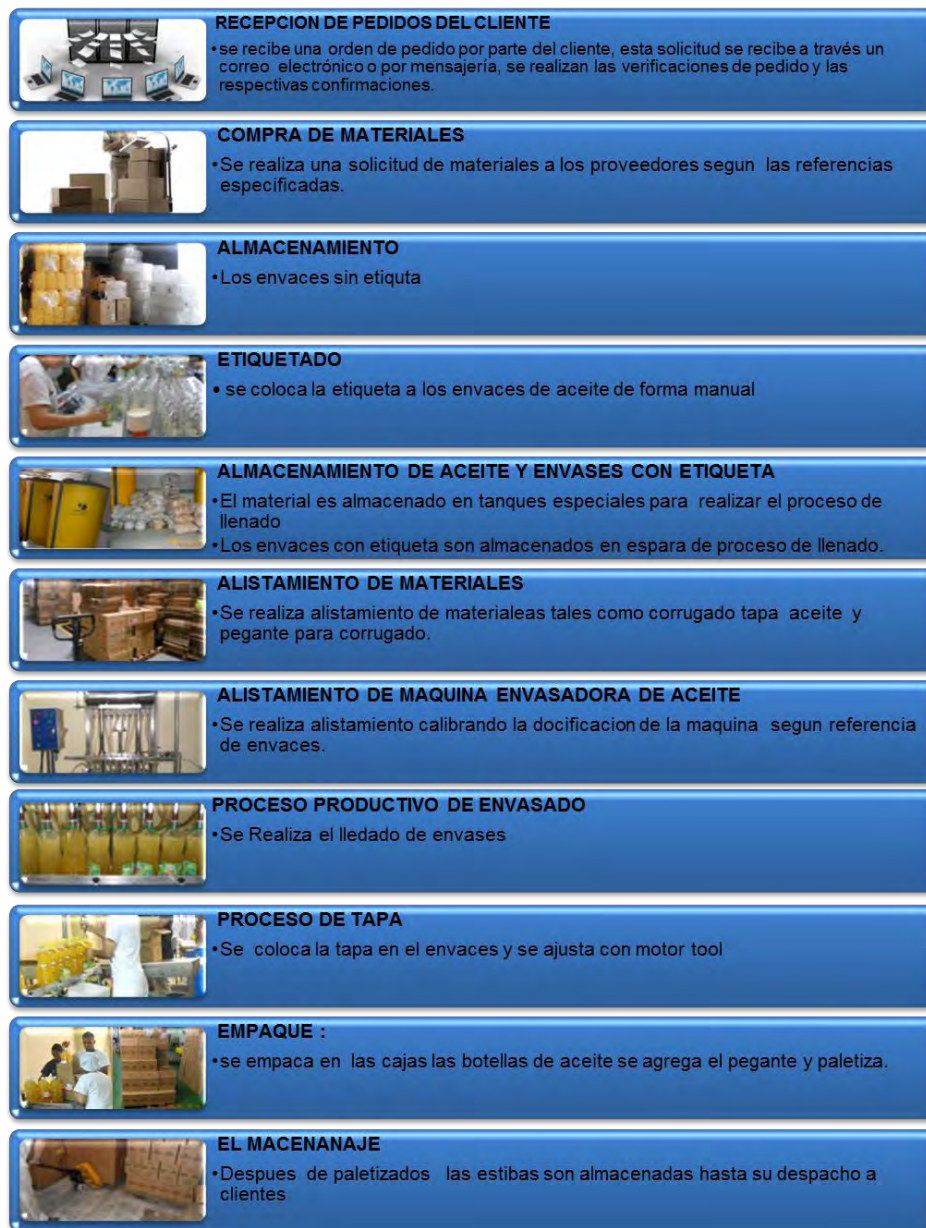 RECEPCION DE PEDIDOS DEL CLIENTE
•se recibe una orden de pedido por parte del cliente, esta solicitud se recibe a través un
correo electrónico o por mensajería, se realizan las verificaciones de pedido y las
respectivas confirmaciones.
COMPRA DE MATERIALES
•Se realiza una solicitud de materiales a los proveedores segun las referencias
especificadas.
ALMACENAMIENTO
•Los envaces sin etiquta
ETIQUETADO
• se coloca la etiqueta a los envaces de aceite de forma manual
ALMACENAMIENTO DE ACEITE Y ENVASES CON ETIQUETA
•El material es almacenado en tanques especiales para realizar el proceso de
llenado
•Los envaces con etiqueta son almacenados en espara de proceso de llenado.
ALISTAMIENTO DE MATERIALES
•Se realiza alistamiento de materialeas tales como corrugado tapa aceite y
pegante para corrugado.
ALISTAMIENTO DE MAQUINA ENVASADORA DE ACEITE
•Se realiza alistamiento calibrando la docificacion de la maquina segun referencia
de envaces.
PROCESO PRODUCTIVO DE ENVASADO
•Se Realiza el lledado de envases
PROCESO DE TAPA
•Se coloca la tapa en el envaces y se ajusta con motor tool
EMPAQUE :
•se empaca en las cajas las botellas de aceite se agrega el pegante y paletiza.
EL MACENANAJE
•Despues de paletizados las estibas son almacenadas hasta su despacho a
clientes